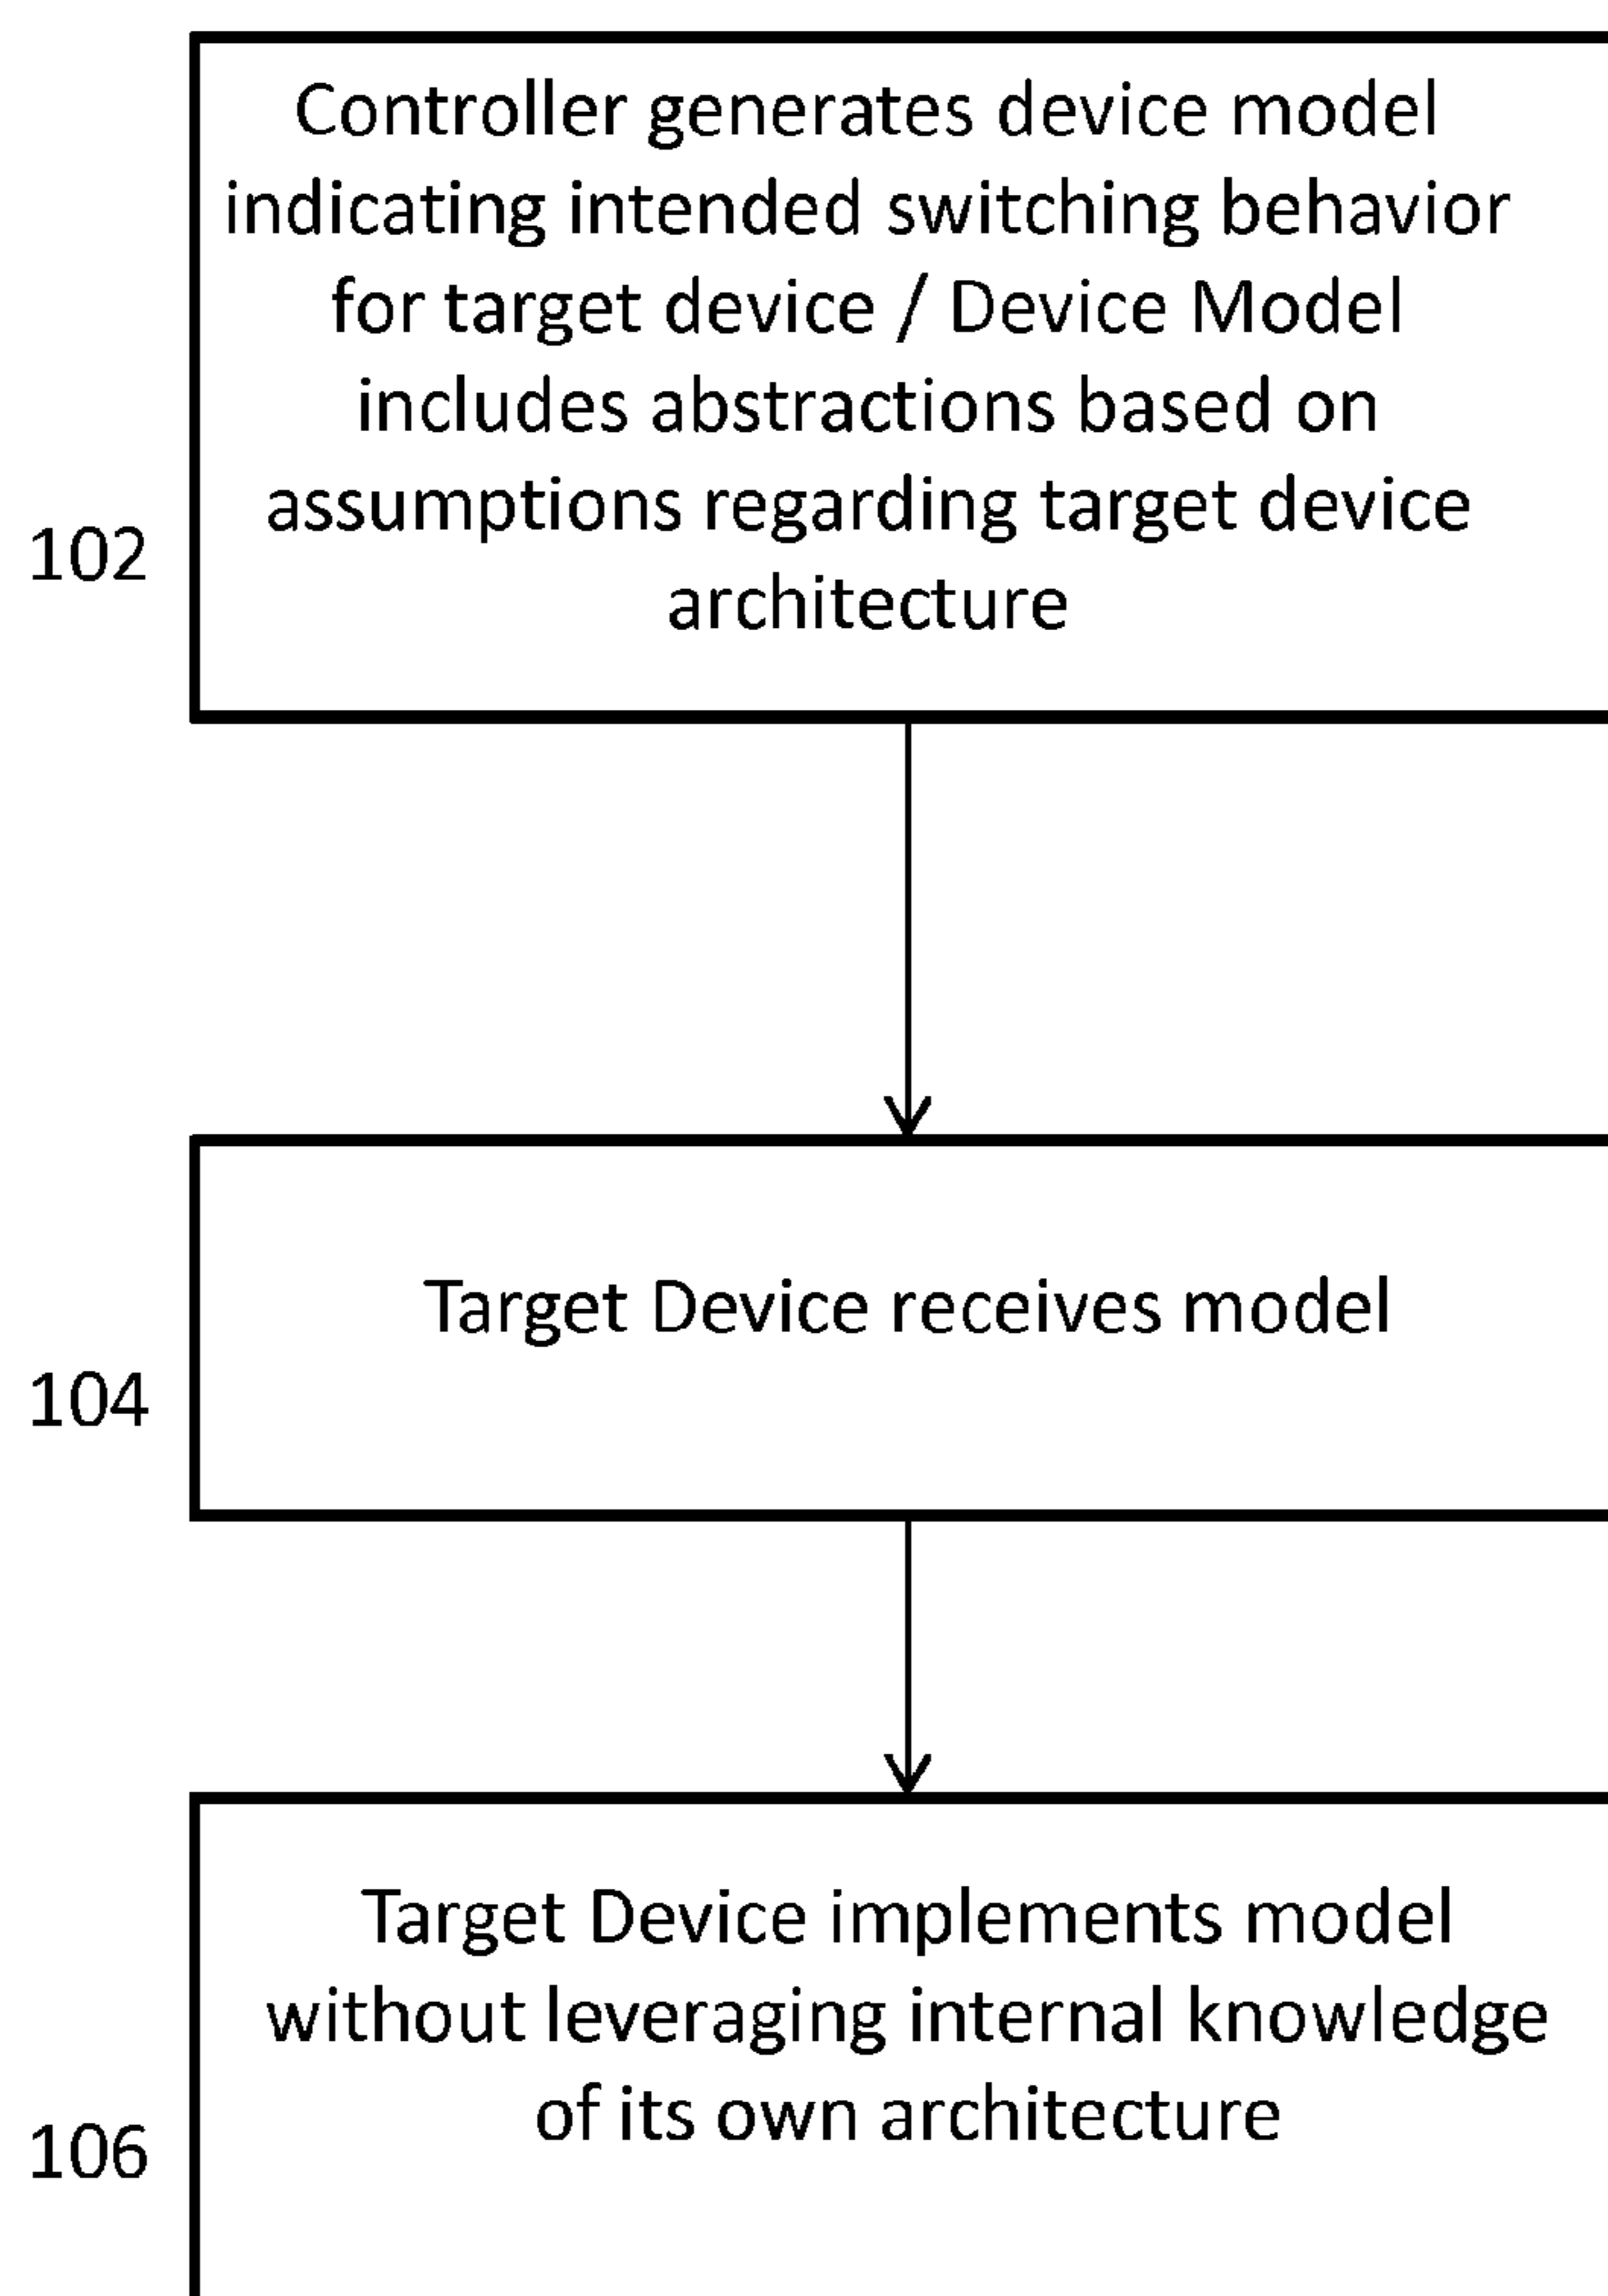 Controller generates device model
indicating intended switching behavior
for target device / Device Model
includes abstractions based on
assumptions regarding target device
102
architecture
Target Device receives model
104
Target Device implements model
without leveraging internal knowledge
of its own architecture
106